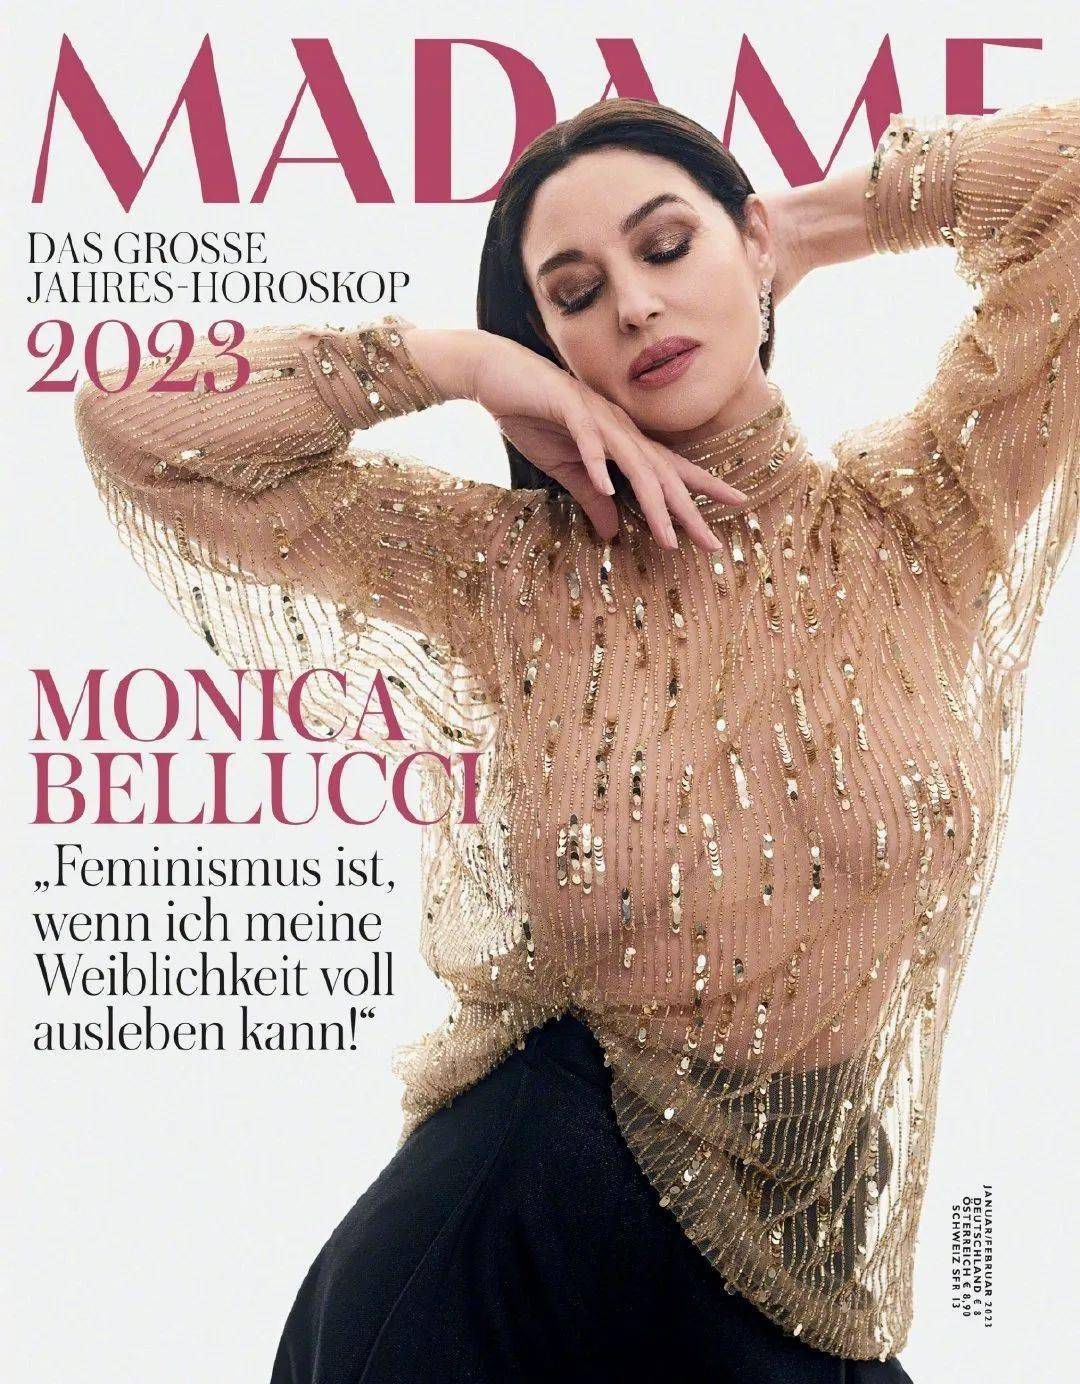 MADAME
DAS GROSSE
JAHRES-HOROSKOP
2023
MONICA
BELLUCCI
„Feminismus ist,
wenn ich meine
Weiblichkeit voll
ausleben kann!“
JANUAR/FEBRUAR 2023
DEUTSCHLAND € 8
ÖSTERREICH € 8,90
SCHWEIZ SFR 13